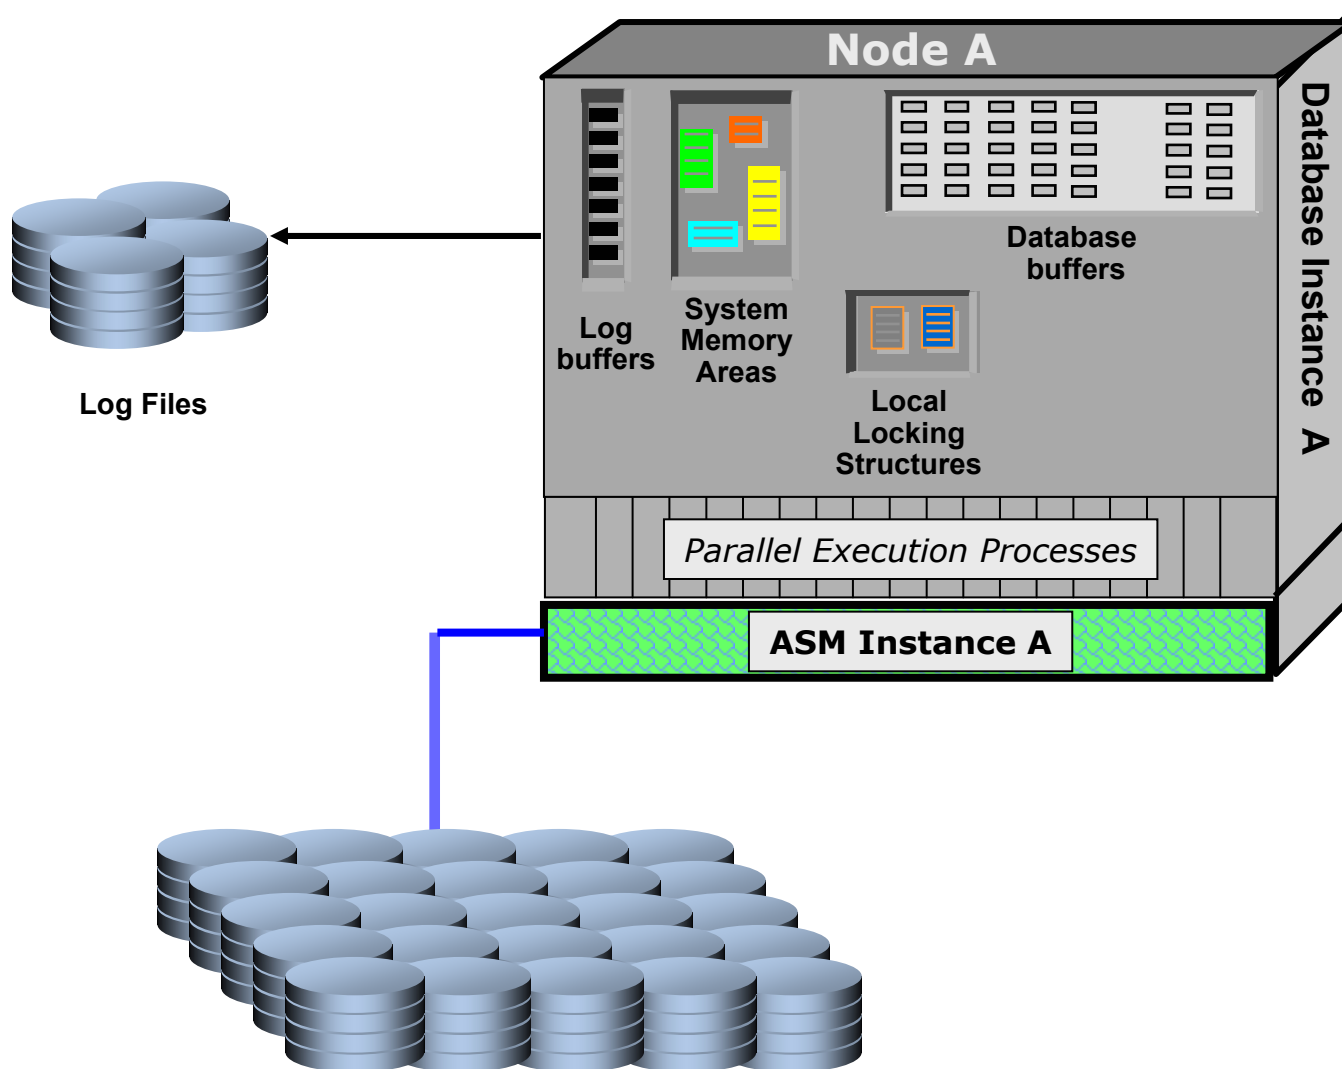 Node A
Database Instance A
Database
buffers
Log
buffers
System
Memory
Areas
Local
Locking
Structures
Log Files
Parallel Execution Processes
ASM Instance A